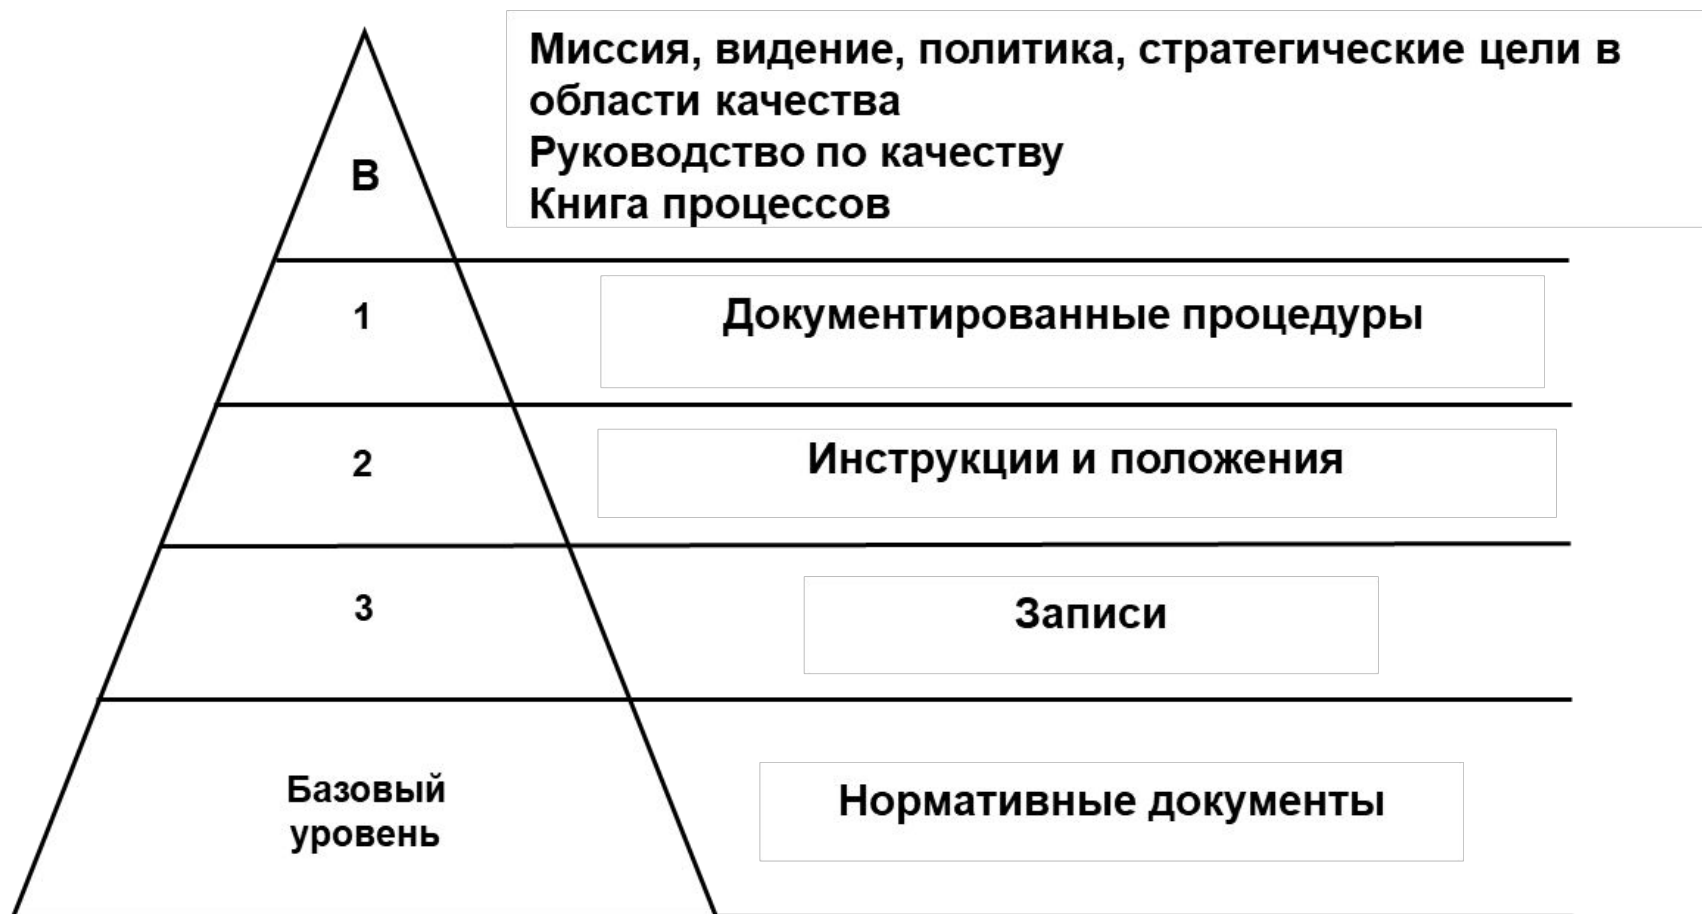 Миссия, видение, политика, стратегические цели в
области качества
Руководство по качеству
Книга процессов
В
1
Документированные процедуры
2
Инструкции и положения
3
Записи
Базовый
уровень
Нормативные документы